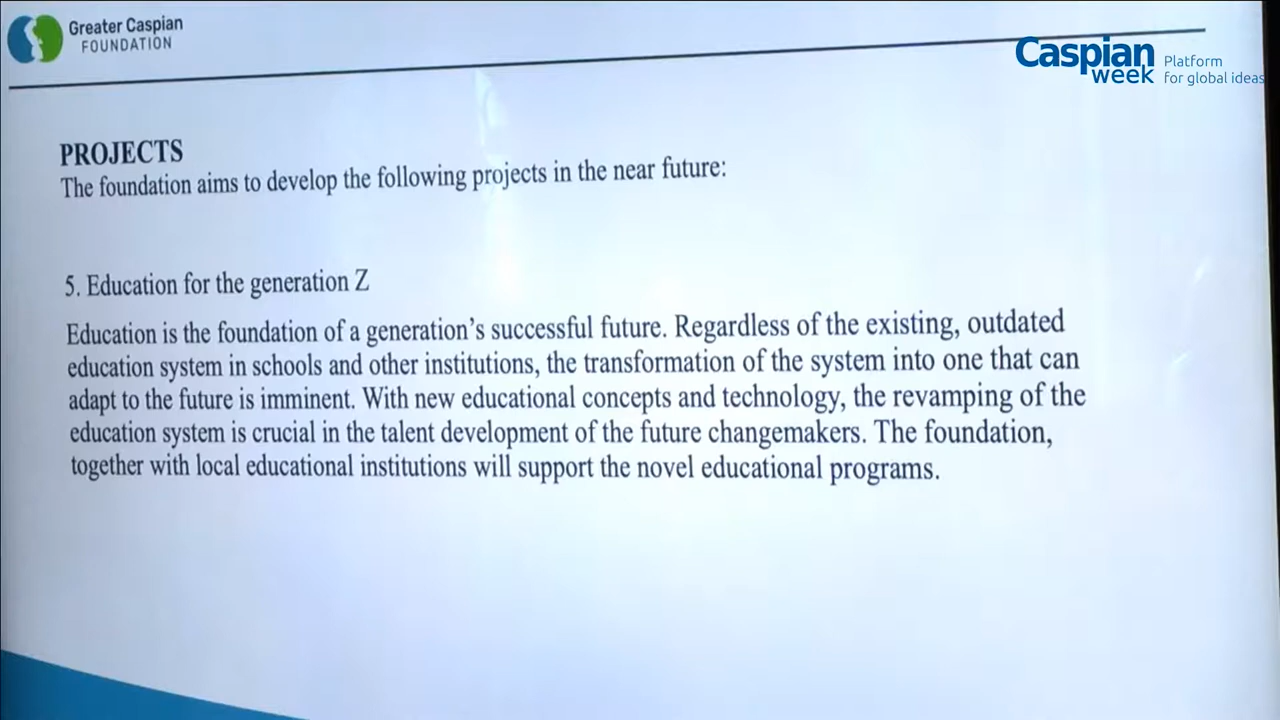 Greater Caspian
FOUNDATION
Caspian
week
Platform
for global ideas
PROJECTS
The foundation aims to develop the following projects in the near future:
5. Education for the generation Z
Education is the foundation of a generation's successful future. Regardless of the existing, outdated
education system in schools and other institutions, the transformation of the system into one that can
adapt to the future is imminent. With new educational concepts and technology, the revamping of the
education system is crucial in the talent development of the future changemakers. The foundation,
together with local educational institutions will support the novel educational programs.